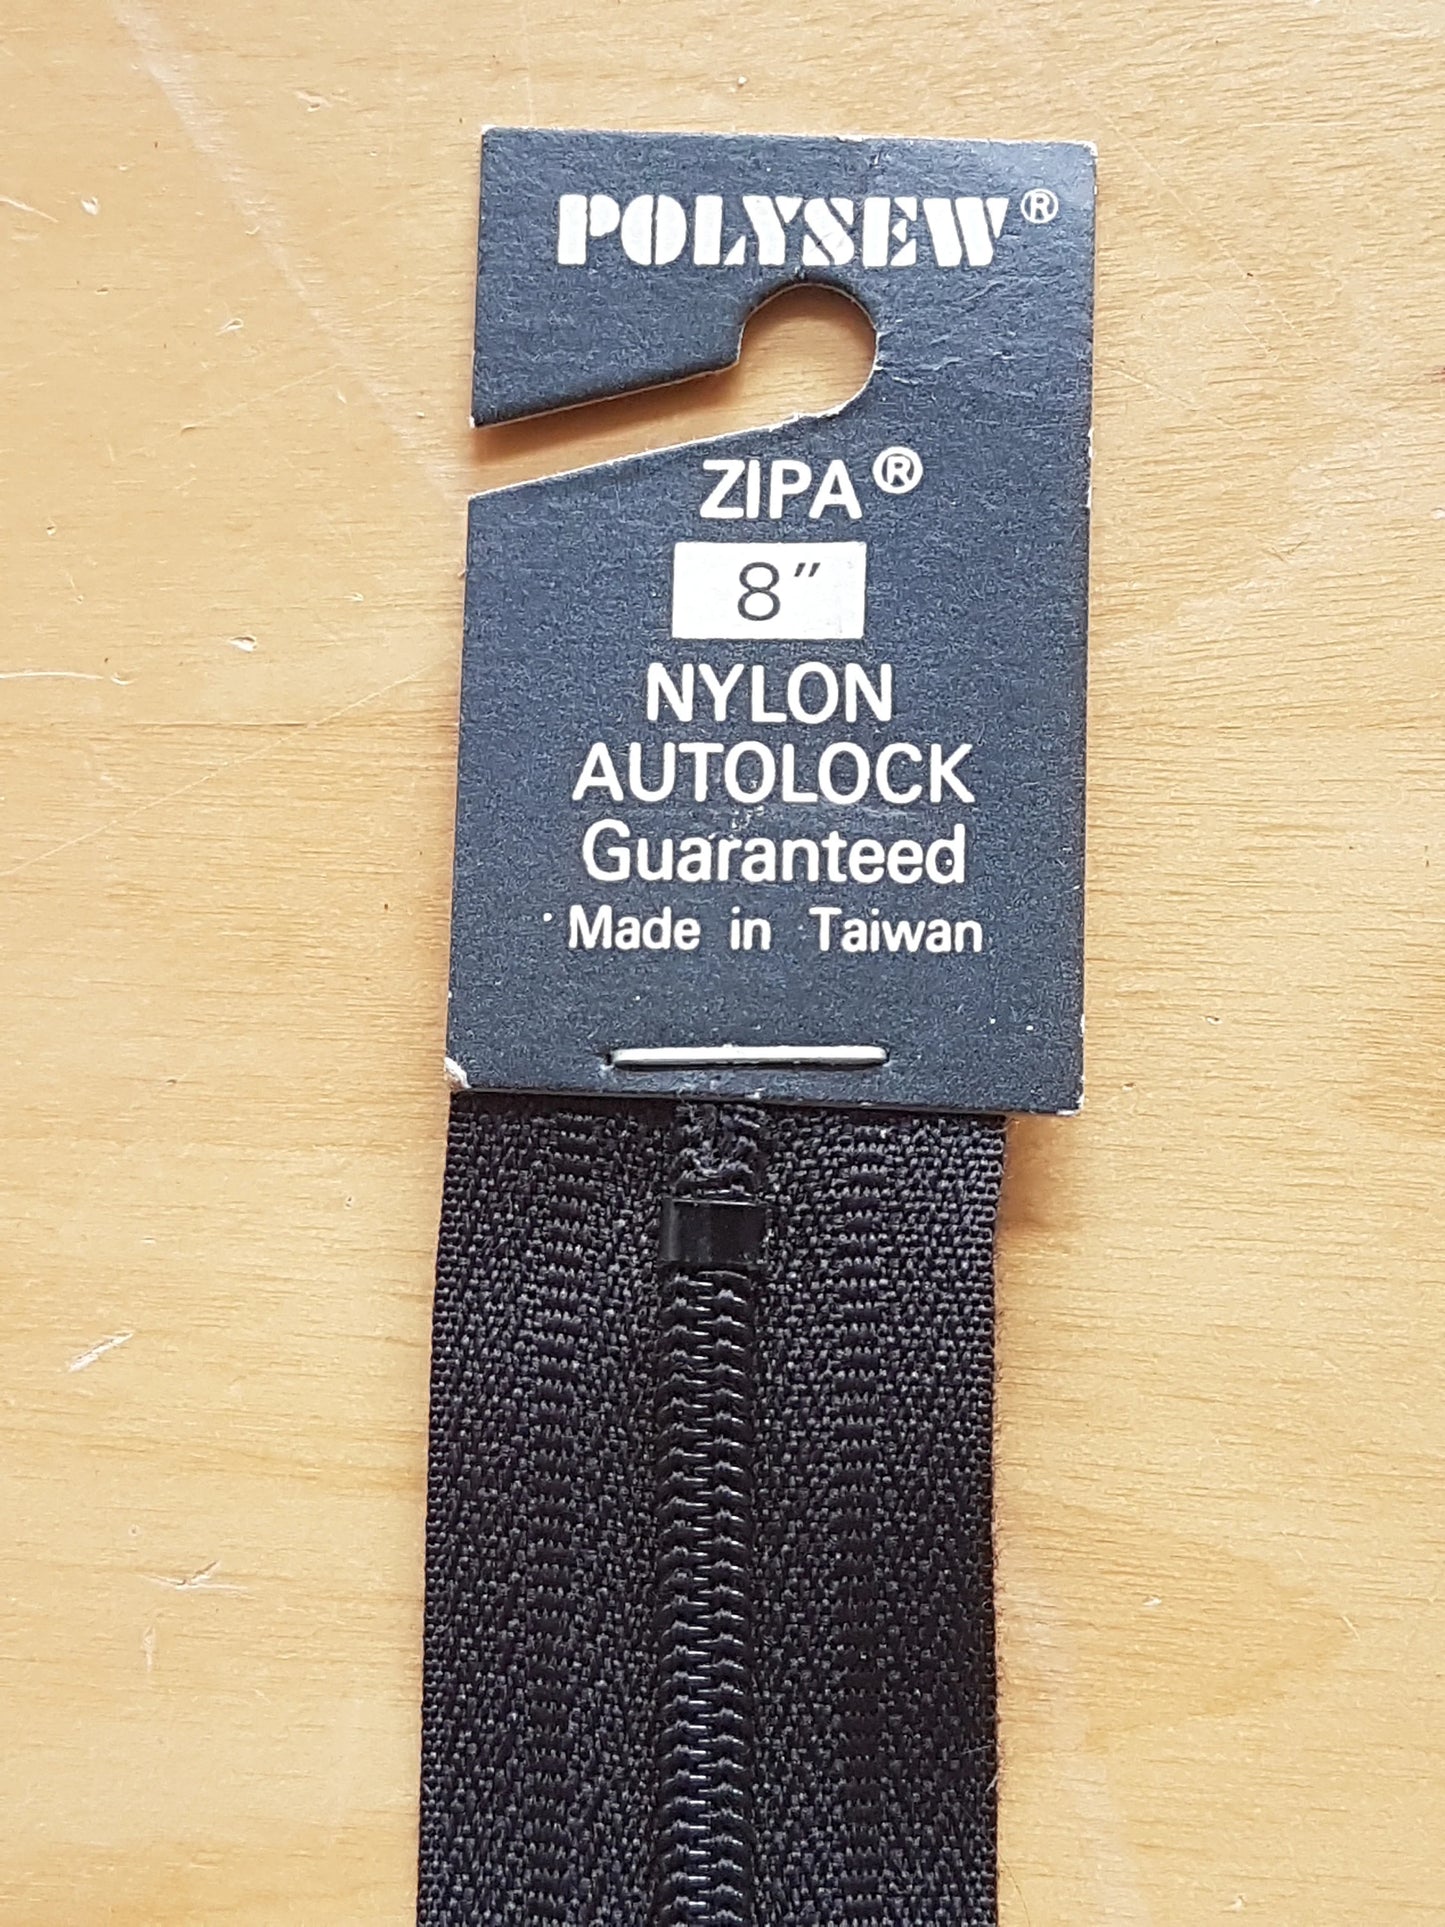 POLYSEW®
ZIPA®
8"
NYLON
AUTOLOCK
Guaranteed
Made in Taiwan